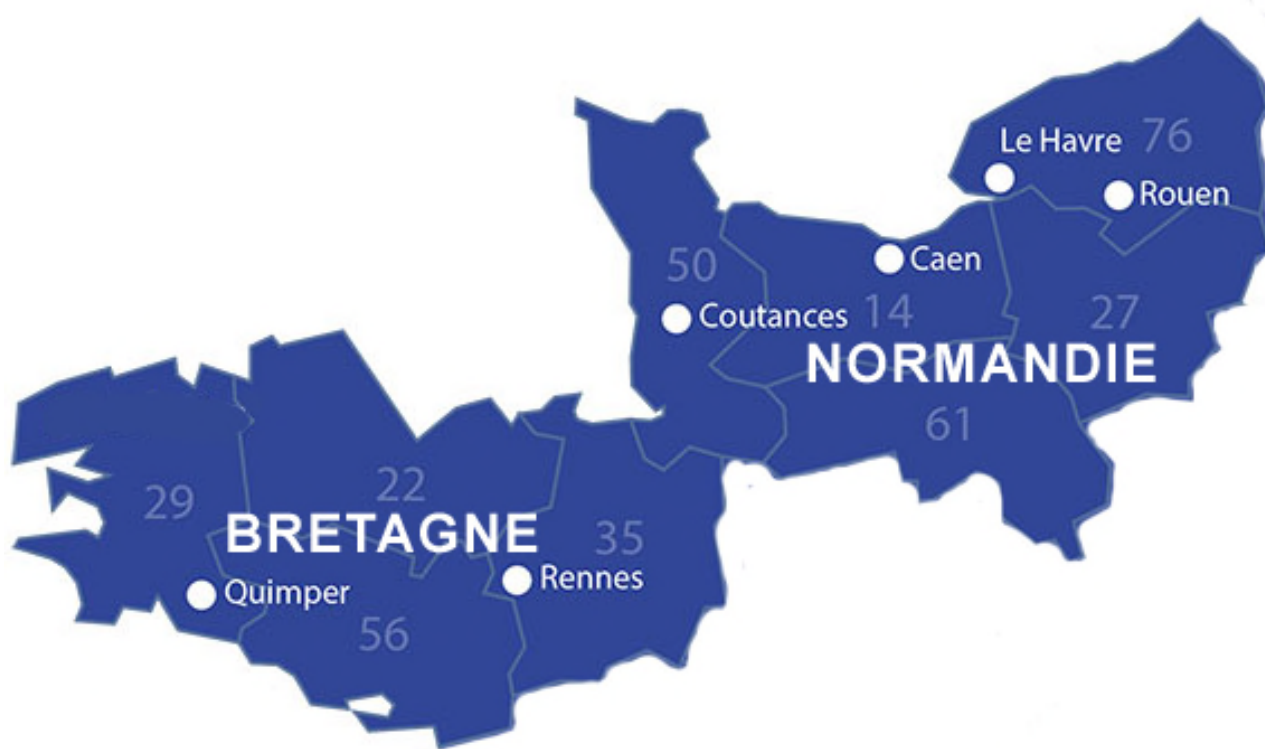 76
Le Havre
Rouen
50
Caen
Coutances
14
27
NORMANDIE
61
22
29
BRETAGNE
35
Rennes
Quimper
56